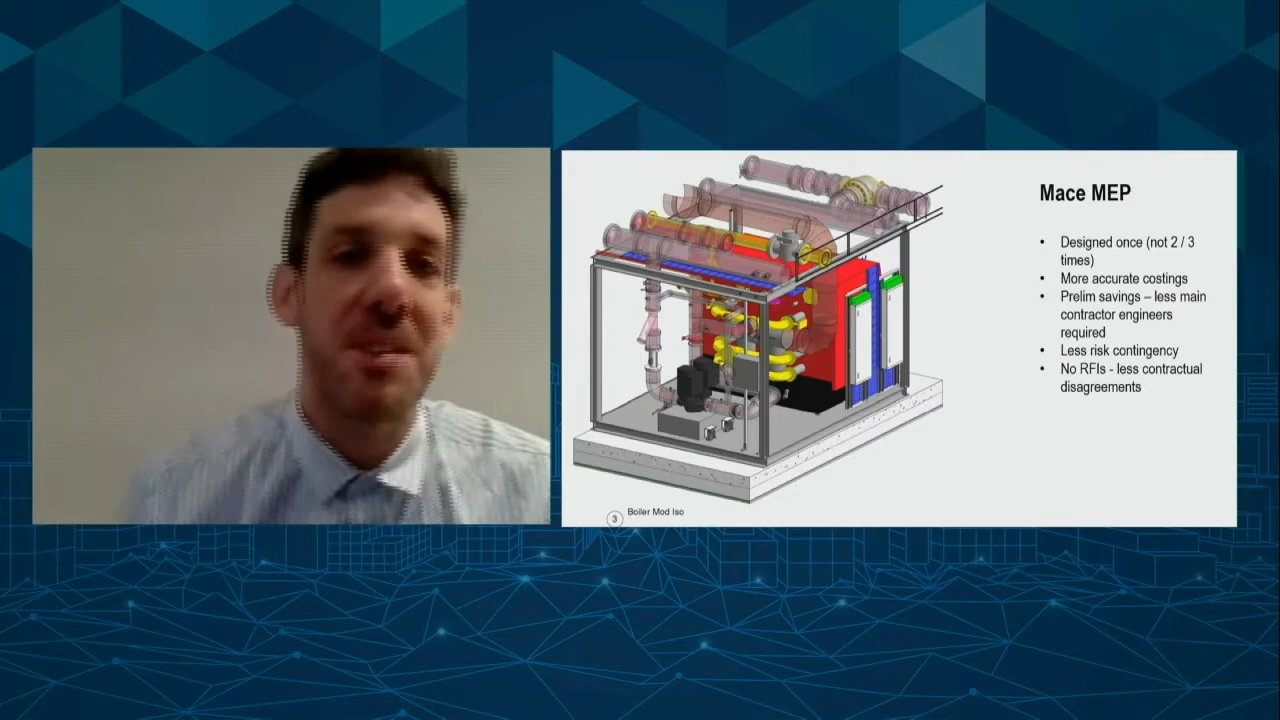 Mace MEP
• Designed once (not 2 / 3
times)
• More accurate costings
• Prelim savings – less main
contractor engineers
required
• Less risk contingency
• No RFIs - less contractual
disagreements
3 Boiler Mod Iso